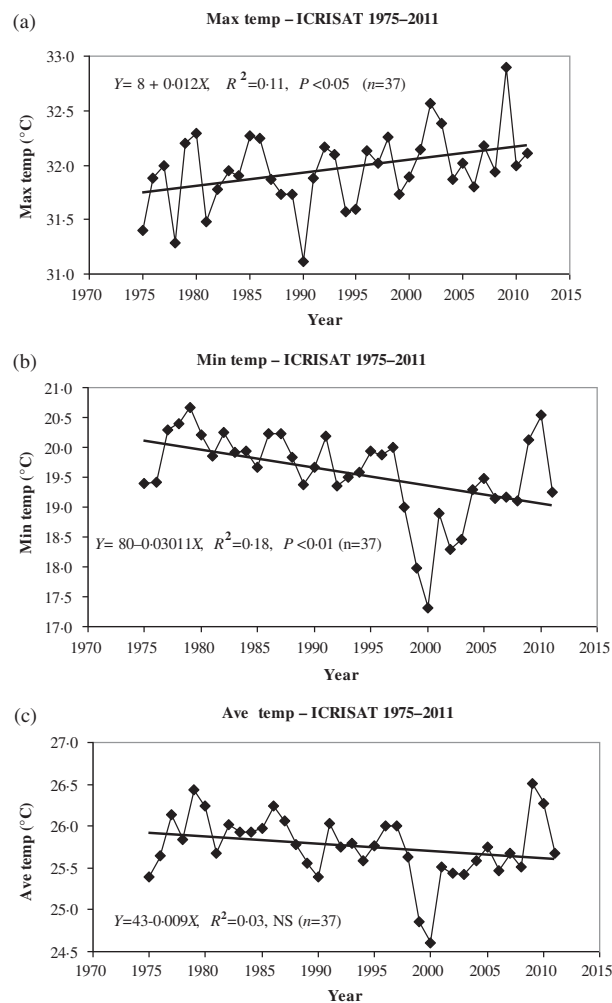 (a)
Max temp – ICRISAT 1975–2011
33·0
32·5
32·0
31·5
31·0
Max temp (°C)
Y= 8 + 0·012X, R²=0·11, P <0·05 (n=37)
1970 1975 1980 1985 1990 1995 2000 2005 2010 2015
Year
(b)
Min temp – ICRISAT 1975–2011
21·0
20·5
20·0
19·5
19·0
18·5
18·0
17·5
17·0
Min temp (°C)
Y= 80–0·03011X, R²=0·18, P <0·01 (n=37)
1970 1975 1980 1985 1990 1995 2000 2005 2010 2015
Year
(c)
Ave temp – ICRISAT 1975–2011
27·0
26·5
26·0
25·5
25·0
24·5
Ave temp (°C)
Y=43-0·009X, R²=0·03, NS (n=37)
1970 1975 1980 1985 1990 1995 2000 2005 2010 2015
Year